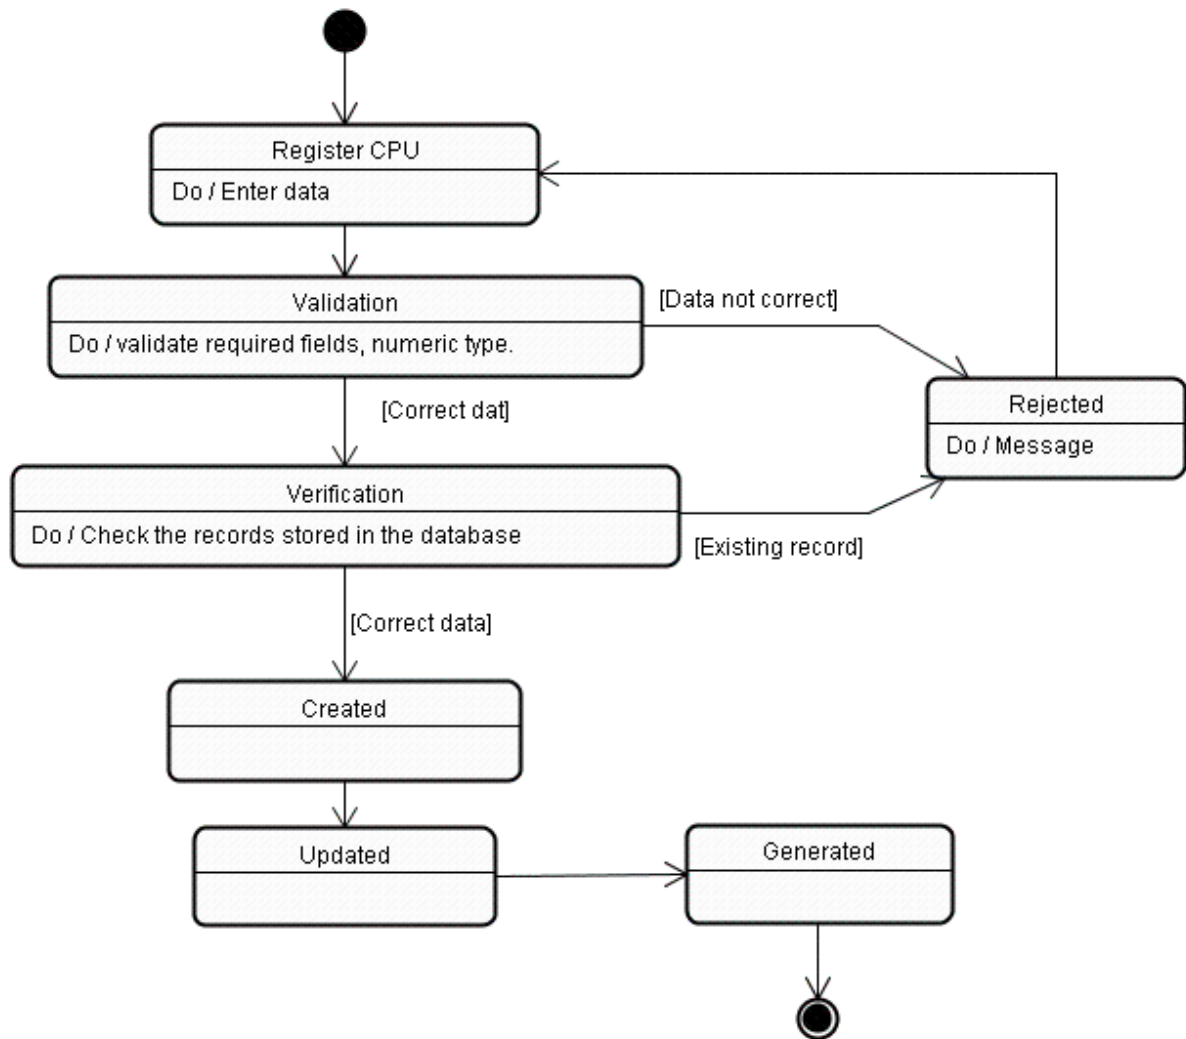 Register CPU
Do / Enter data
Validation
Do / validate required fields, numeric type.
[Data not correct]
[Correct dat]
Rejected
Do / Message
Verification
Do / Check the records stored in the database
[Existing record]
[Correct data]
Created
Updated
Generated